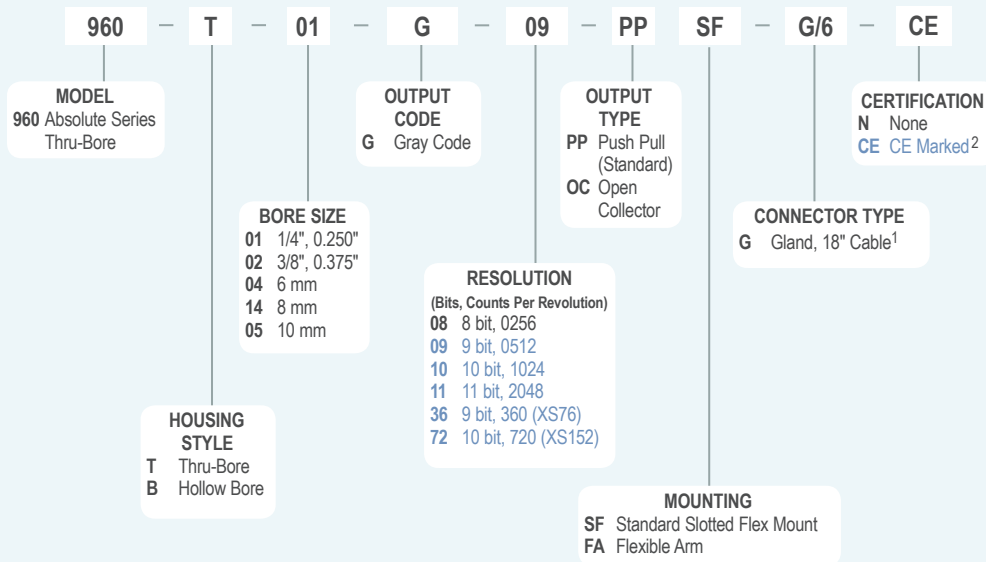 960 – T – 01 – G – 09 – PP SF – G/6 – CE
MODEL
960 Absolute Series
Thru-Bore
OUTPUT
CODE
G Gray Code
OUTPUT
TYPE
PP Push Pull
(Standard)
OC Open
Collector
CERTIFICATION
N None
CE CE Marked2
BORE SIZE
01 1/4", 0.250"
02 3/8", 0.375"
04 6 mm
14 8 mm
05 10 mm
CONNECTOR TYPE
G Gland, 18" Cable1
RESOLUTION
(Bits, Counts Per Revolution)
08 8 bit, 0256
09 9 bit, 0512
10 10 bit, 1024
11 11 bit, 2048
36 9 bit, 360 (XS76)
72 10 bit, 720 (XS152)
HOUSING
STYLE
T Thru-Bore
B Hollow Bore
MOUNTING
SF Standard Slotted Flex Mount
FA Flexible Arm